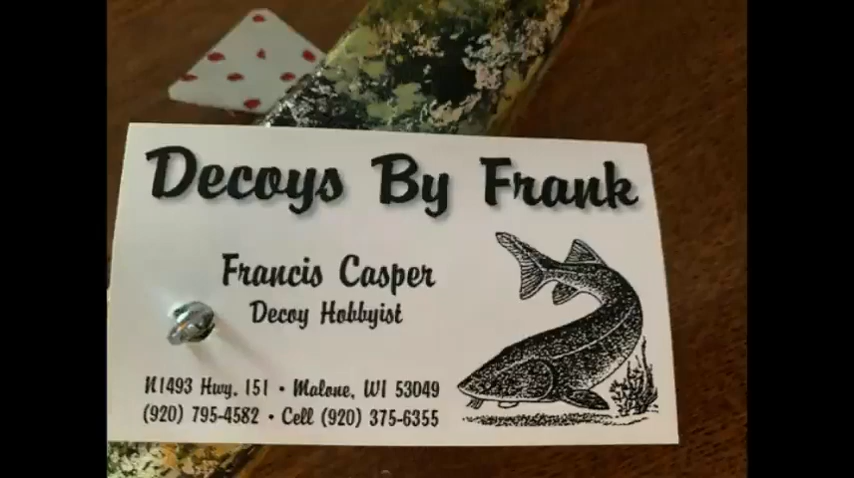 Decoys By Frank
Francis Casper
Decoy Hobbyist
N1493 Hwy. 151 • Malone, WI 53049
(920) 795-4582 • Cell (920) 375-6355